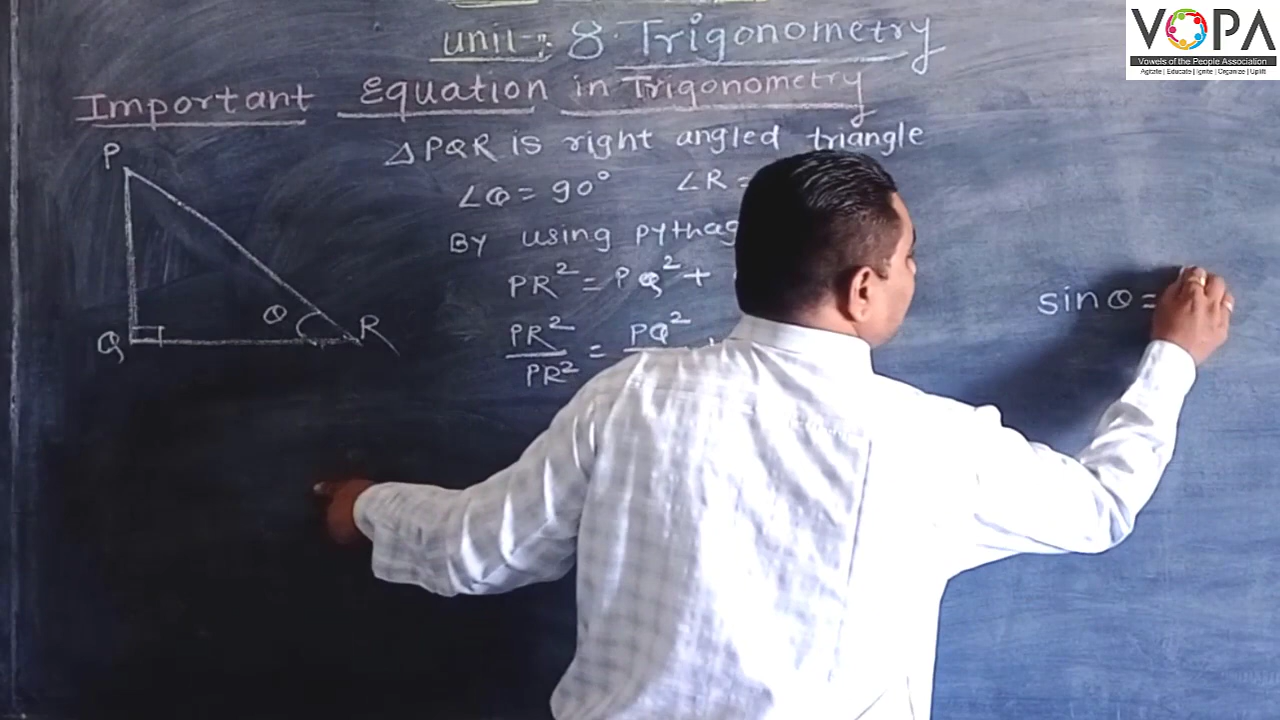 VOPA
Vowels of the People Association
Agitate | Educate | Ignite | Organize | Uplift
Unit :- 8. Trigonometry
Important Equation in Trigonometry
P
△PQR is right angled triangle
∠Q = 90° ∠R =
By using
PR² = PQ² +
PR² / PR² = PQ²
θ
Q
R
sin θ =